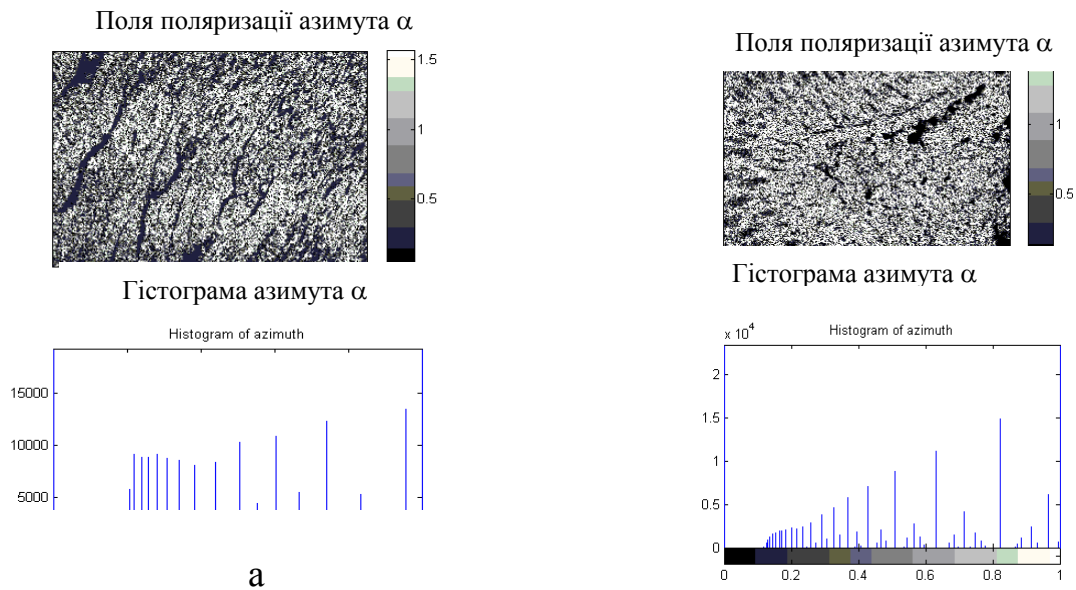 Поля поляризації азимута α
1.5
1
0.5
Гістограма азимута α
Histogram of azimuth
15000
10000
5000
а
Поля поляризації азимута α
1
0.5
Гістограма азимута α
x 10^4
Histogram of azimuth
2
1.5
1
0.5
0
0 0.2 0.4 0.6 0.8 1